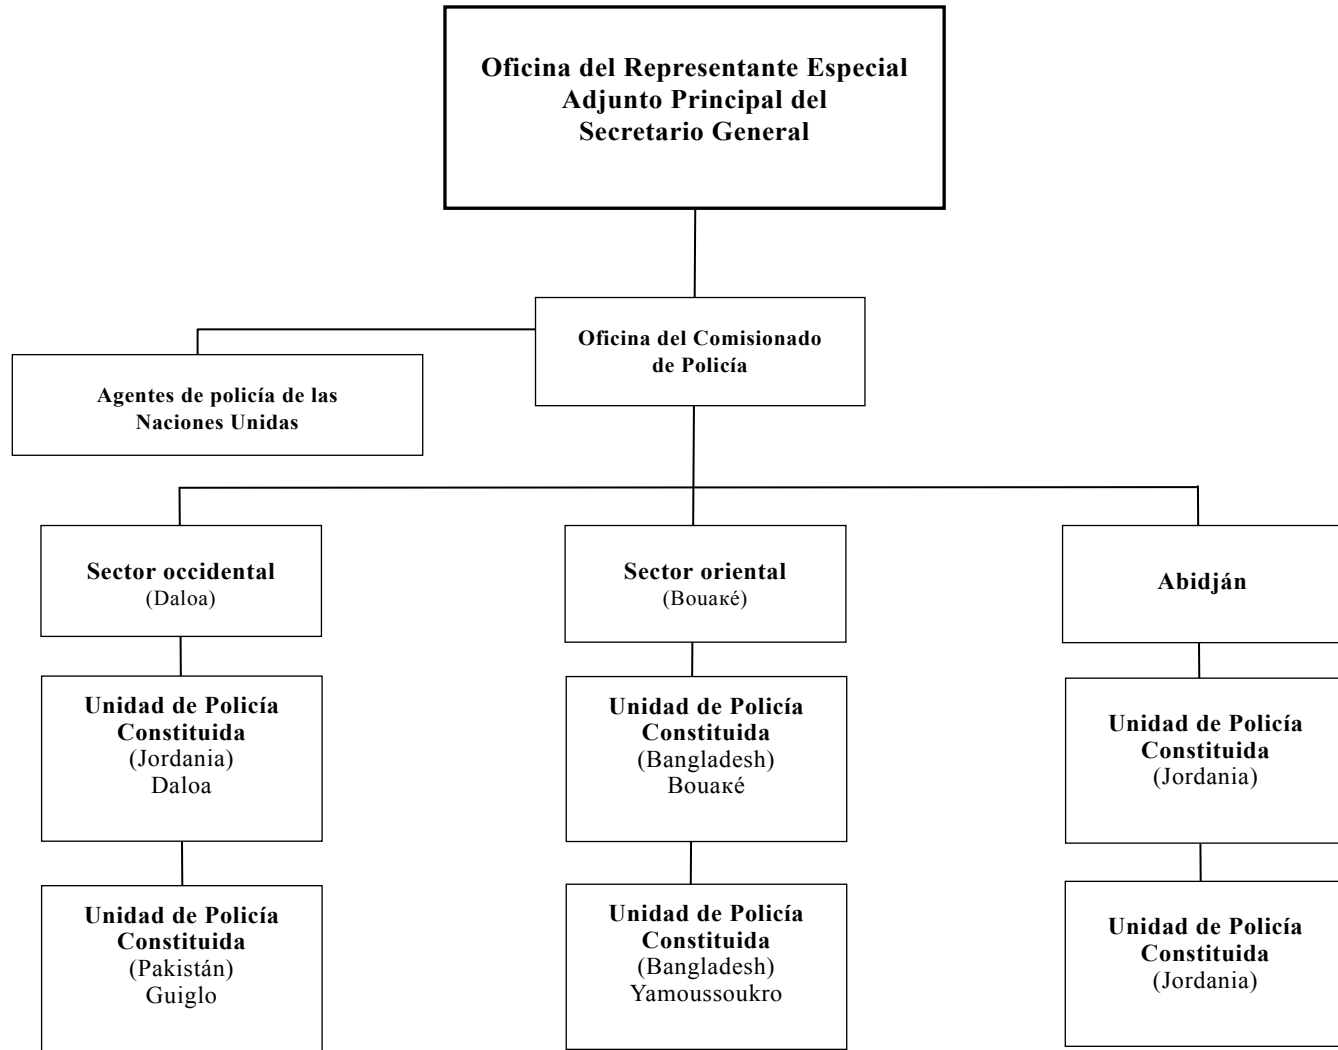 Oficina del Representante Especial
Adjunto Principal del
Secretario General
Oficina del Comisionado
de Policía
Agentes de policía de las
Naciones Unidas
Sector occidental
(Daloa)
Sector oriental
(Bouaкé)
Abidján
Unidad de Policía
Constituida
(Jordania)
Daloa
Unidad de Policía
Constituida
(Bangladesh)
Bouaкé
Unidad de Policía
Constituida
(Jordania)
Unidad de Policía
Constituida
(Pakistán)
Guiglo
Unidad de Policía
Constituida
(Bangladesh)
Yamoussoukro
Unidad de Policía
Constituida
(Jordania)